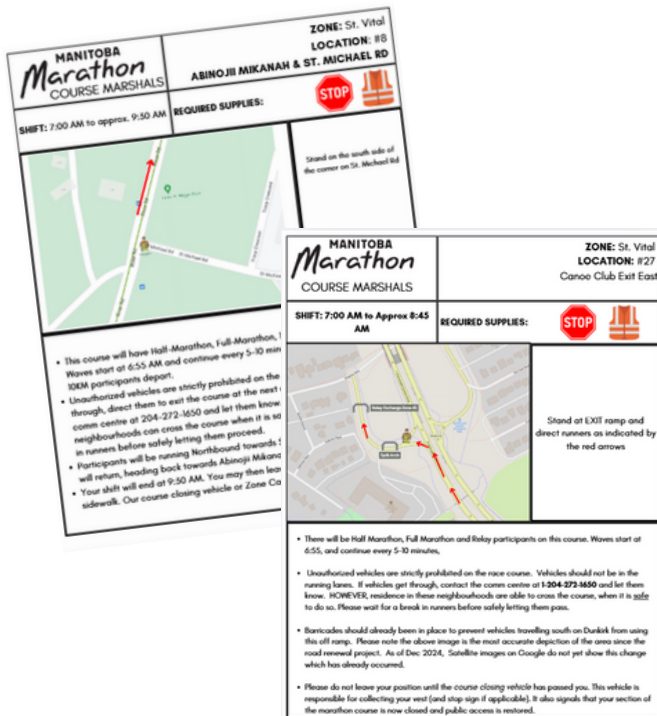 MANITOBA
Marathon
COURSE MARSHALS
ZONE: St. Vital
LOCATION: #8
ABINOJII MIKANAH & ST. MICHAEL RD
SHIFT: 7:00 AM to approx. 9:50 AM
REQUIRED SUPPLIES:
STOP
Stand on the south side of
the corner on St. Michael Rd
St Michael Rd
• This course will have Half-Marathon, Full-Marathon,
Waves start at 6:55 AM and continue every 5-10
10KM participants depart.
• Unauthorized vehicles are strictly prohibited on the
through, direct them to exit the course at the next
comm centre at 204-272-1650 and let them know.
neighbourhoods can cross the course when it is
in runners before safely letting them proceed.
• Participants will be running Northbound towards
will return, heading back towards Abinojii
• Your shift will end at 9:50 AM. You may then
sidewalk. Our course closing vehicle or Zone
MANITOBA
Marathon
COURSE MARSHALS
ZONE: St. Vital
LOCATION: #27
Canoe Club Exit East
SHIFT: 7:00 AM to Approx 8:45
AM
REQUIRED SUPPLIES:
STOP
Stand at EXIT ramp and
direct runners as indicated by
the red arrows
• There will be Half Marathon, Full Marathon and Relay participants on this course. Waves start at
6:55, and continue every 5-10 minutes,
• Unauthorized vehicles are strictly prohibited on the race course. Vehicles should not be in the
running lanes. If vehicles get through, contact the comm centre at 1-204-272-1650 and let them
know. HOWEVER, residence in these neighbourhoods are able to cross the course, when it is safe
to do so. Please wait for a break in runners before safely letting them pass.
• Barricades should already been in place to prevent vehicles travelling south on Dunkirk from using
this off ramp. Please note the above image is the most accurate depiction of the area since the
road renewal project. As of Dec 2024, Satellite images on Google do not yet show this change
which has already occurred.
• Please do not leave your position until the course closing vehicle has passed you. This vehicle is
responsible for collecting your vest (and stop sign if applicable). It also signals that your section of
the marathon course is now closed and public access is restored.